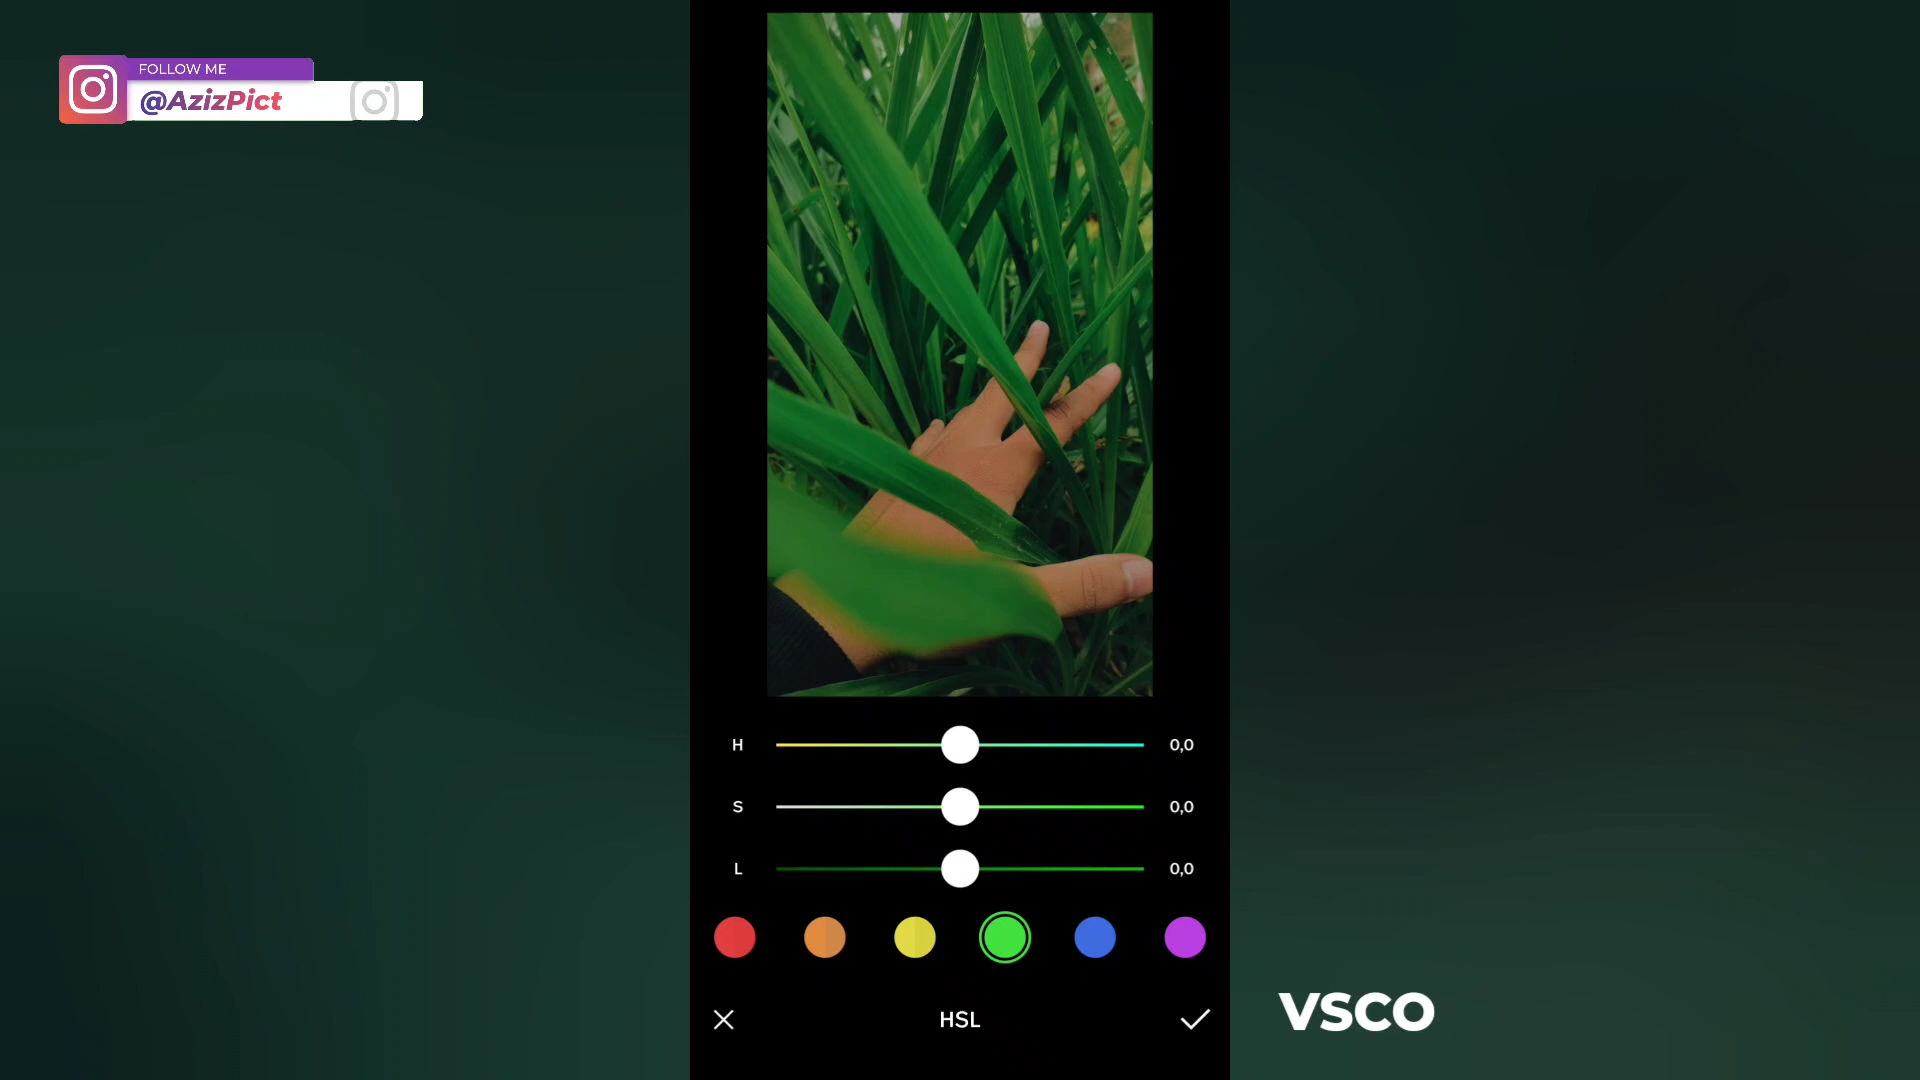 FOLLOW ME
@AzizPict
H 0,0
S 0,0
L 0,0
HSL
VSCO